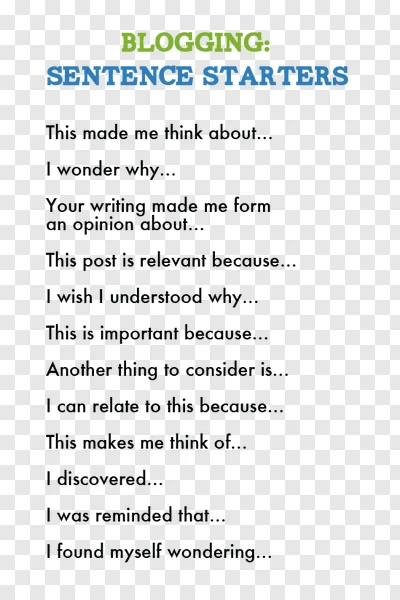 BLOGGING:
SENTENCE STARTERS
This made me think about...
I wonder why...
Your writing made me form
an opinion about...
This post is relevant because...
I wish I understood why...
This is important because...
Another thing to consider is...
I can relate to this because...
This makes me think of...
I discovered...
I was reminded that...
I found myself wondering...